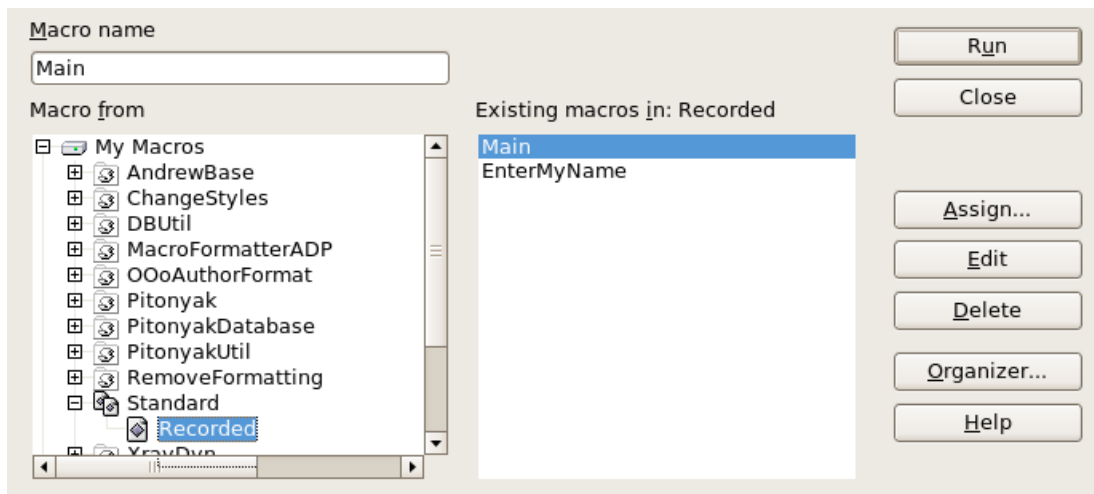 Macro name
Main
Macro from
My Macros
AndrewBase
ChangeStyles
DBUtil
MacroFormatterADP
OOoAuthorFormat
Pitonyak
PitonyakDatabase
PitonyakUtil
RemoveFormatting
Standard
Recorded
XrayDyn
Existing macros in: Recorded
Main
EnterMyName
Run
Close
Assign...
Edit
Delete
Organizer...
Help